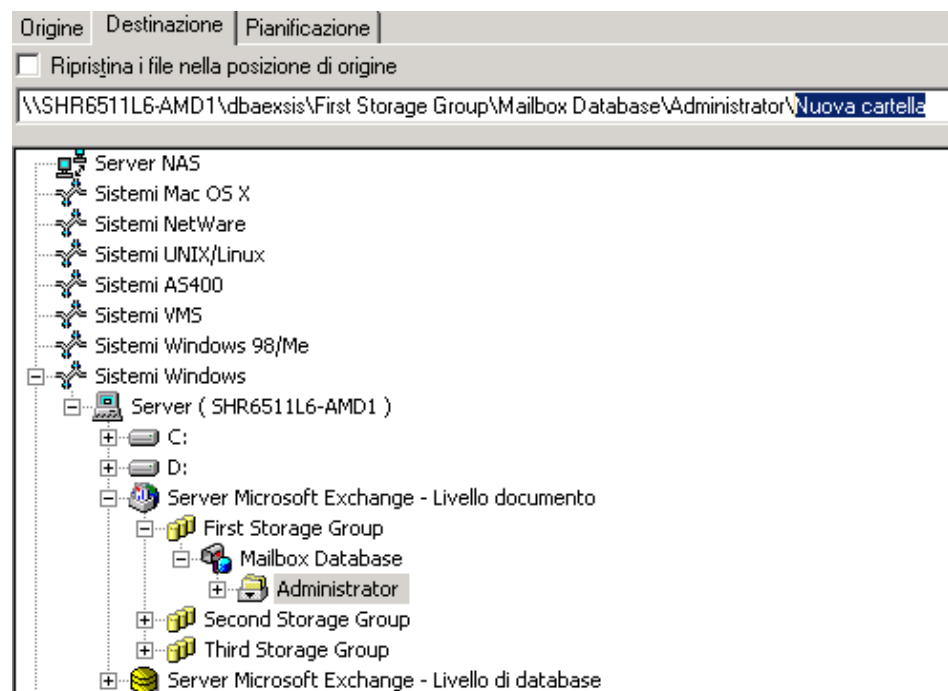 Origine Destinazione Pianificazione
Ripristina i file nella posizione di origine
\\SHR6511L6-AMD1\dbaexsis\First Storage Group\Mailbox Database\Administrator\Nuova cartella
Server NAS
Sistemi Mac OS X
Sistemi NetWare
Sistemi UNIX/Linux
Sistemi AS400
Sistemi VMS
Sistemi Windows 98/Me
Sistemi Windows
Server ( SHR6511L6-AMD1 )
C:
D:
Server Microsoft Exchange - Livello documento
First Storage Group
Mailbox Database
Administrator
Second Storage Group
Third Storage Group
Server Microsoft Exchange - Livello di database